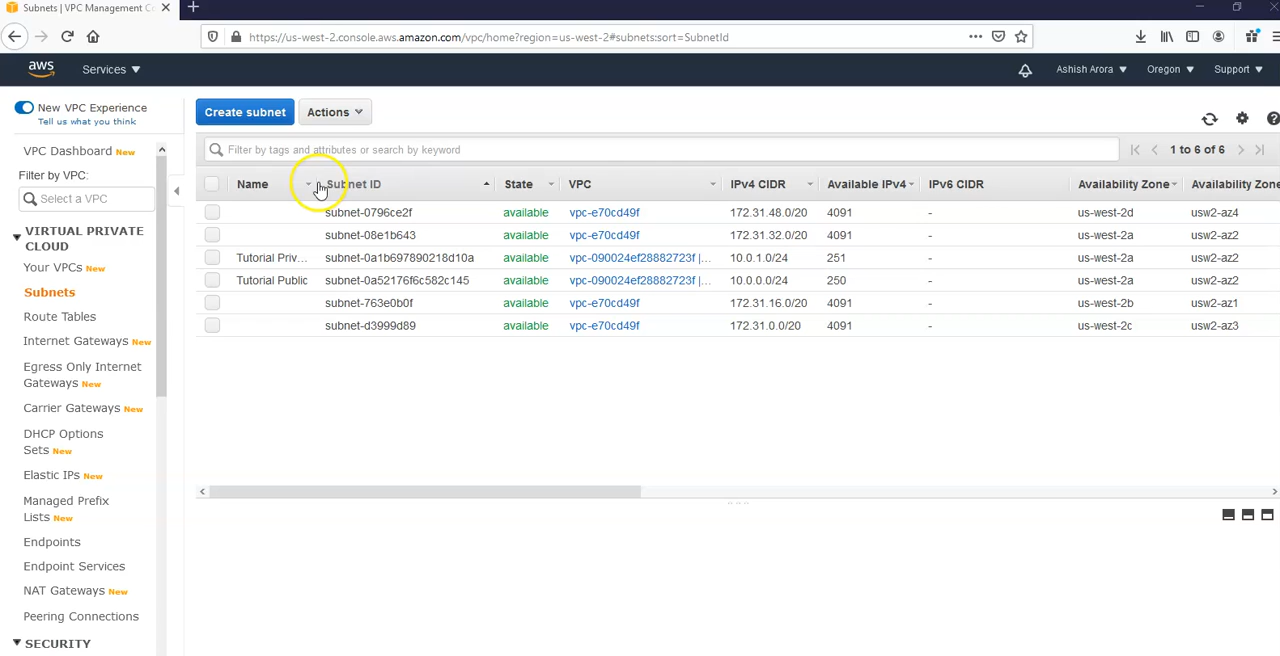 Subnets | VPC Management C
https://us-west-2.console.aws.amazon.com/vpc/home?region=us-west-2#subnets:sort=SubnetId
aws Services Ashish Arora Oregon Support
New VPC Experience
Tell us what you think
VPC Dashboard New
Filter by VPC:
Select a VPC
VIRTUAL PRIVATE
CLOUD
Your VPCs New
Subnets
Route Tables
Internet Gateways New
Egress Only Internet
Gateways New
Carrier Gateways New
DHCP Options
Sets New
Elastic IPs New
Managed Prefix
Lists New
Endpoints
Endpoint Services
NAT Gateways New
Peering Connections
SECURITY
Create subnet Actions
Filter by tags and attributes or search by keyword 1 to 6 of 6
Name Subnet ID State VPC IPv4 CIDR Available IPv4 IPv6 CIDR Availability Zone Availability Zone
subnet-0796ce2f available vpc-e70cd49f 172.31.48.0/20 4091 - us-west-2d usw2-az4
subnet-08e1b643 available vpc-e70cd49f 172.31.32.0/20 4091 - us-west-2a usw2-az2
Tutorial Priv... subnet-0a1b697890218d10a available vpc-090024ef28882723f |... 10.0.1.0/24 251 - us-west-2a usw2-az2
Tutorial Public subnet-0a52176f6c582c145 available vpc-090024ef28882723f |... 10.0.0.0/24 250 - us-west-2a usw2-az2
subnet-763e0b0f available vpc-e70cd49f 172.31.16.0/20 4091 - us-west-2b usw2-az1
subnet-d3999d89 available vpc-e70cd49f 172.31.0.0/20 4091 - us-west-2c usw2-az3